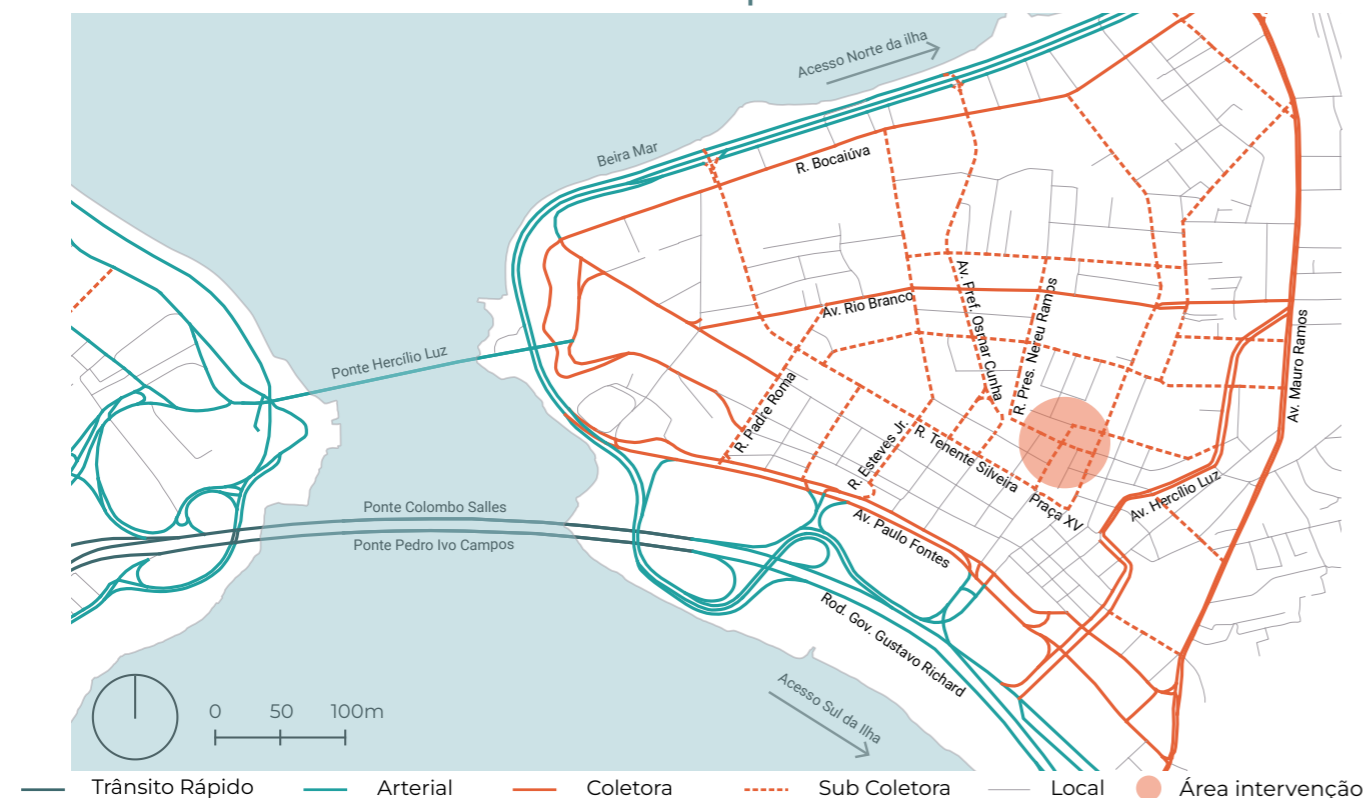 Acesso Norte da ilha
Beira Mar
R. Bocaiúva
Av. Rio Branco
Av. Pref. Osmar Cunha
R. Pres. Nereu Ramos
Av. Mauro Ramos
Ponte Hercílio Luz
R. Padre Roma
R. Esteves Jr.
R. Tenente Silveira
Praça XV
Av. Hercílio Luz
Ponte Colombo Salles
Ponte Pedro Ivo Campos
Av. Paulo Fontes
Rod. Gov. Gustavo Richard
Acesso Sul da Ilha
0 50 100m
Trânsito Rápido Arterial Coletora Sub Coletora Local Área intervenção